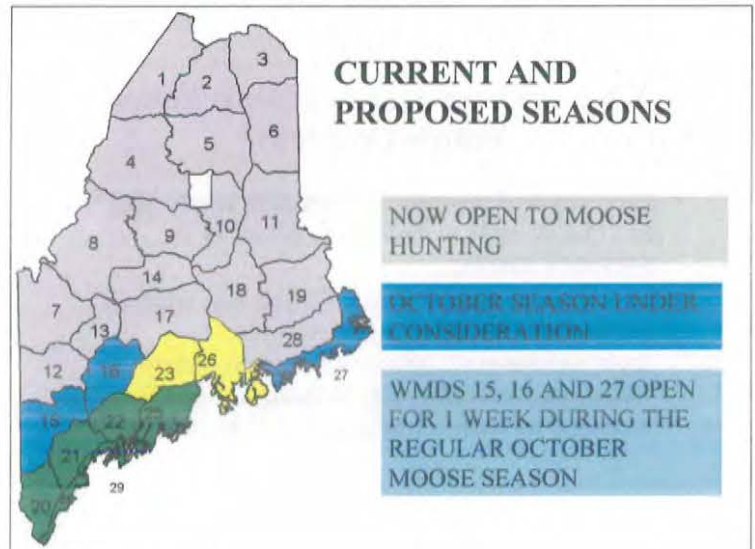 CURRENT AND
PROPOSED SEASONS
1
2
3
4
5
6
NOW OPEN TO MOOSE
HUNTING
8
9
10
11
14
7
13
17
18
19
28
OCTOBER SEASON UNDER
CONSIDERATION
12
16
23
26
27
15
22
25
WMDS 15, 16 AND 27 OPEN
FOR 1 WEEK DURING THE
REGULAR OCTOBER
MOOSE SEASON
21
29
20